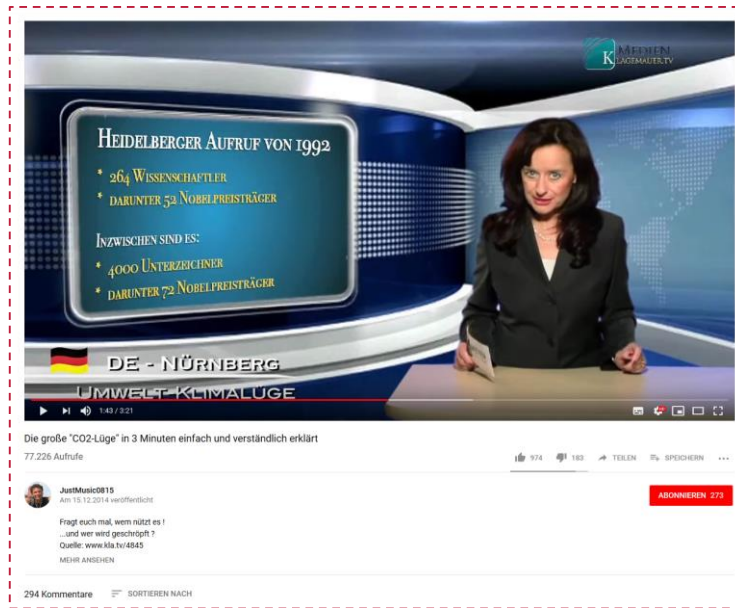 K MEDIEN
KLAGEMAUER.TV
HEIDELBERGER AUFRUF VON 1992
* 264 WISSENSCHAFTLER
* DARUNTER 52 NOBELPREISTRÄGER
INZWISCHEN SIND ES:
* 4000 UNTERZEICHNER
* DARUNTER 72 NOBELPREISTRÄGER
DE - NÜRNBERG
UMWELT-KLIMALÜGE
1:43 / 3:21
Die große "CO2-Lüge" in 3 Minuten einfach und verständlich erklärt
77.226 Aufrufe
974 183 TEILEN SPEICHERN
JustMusic0815
Am 15.12.2014 veröffentlicht
ABONNIEREN 273
Fragt euch mal, wem nützt es !
...und wer wird geschröpft ?
Quelle: www.kla.tv/4845
MEHR ANSEHEN
294 Kommentare SORTIEREN NACH